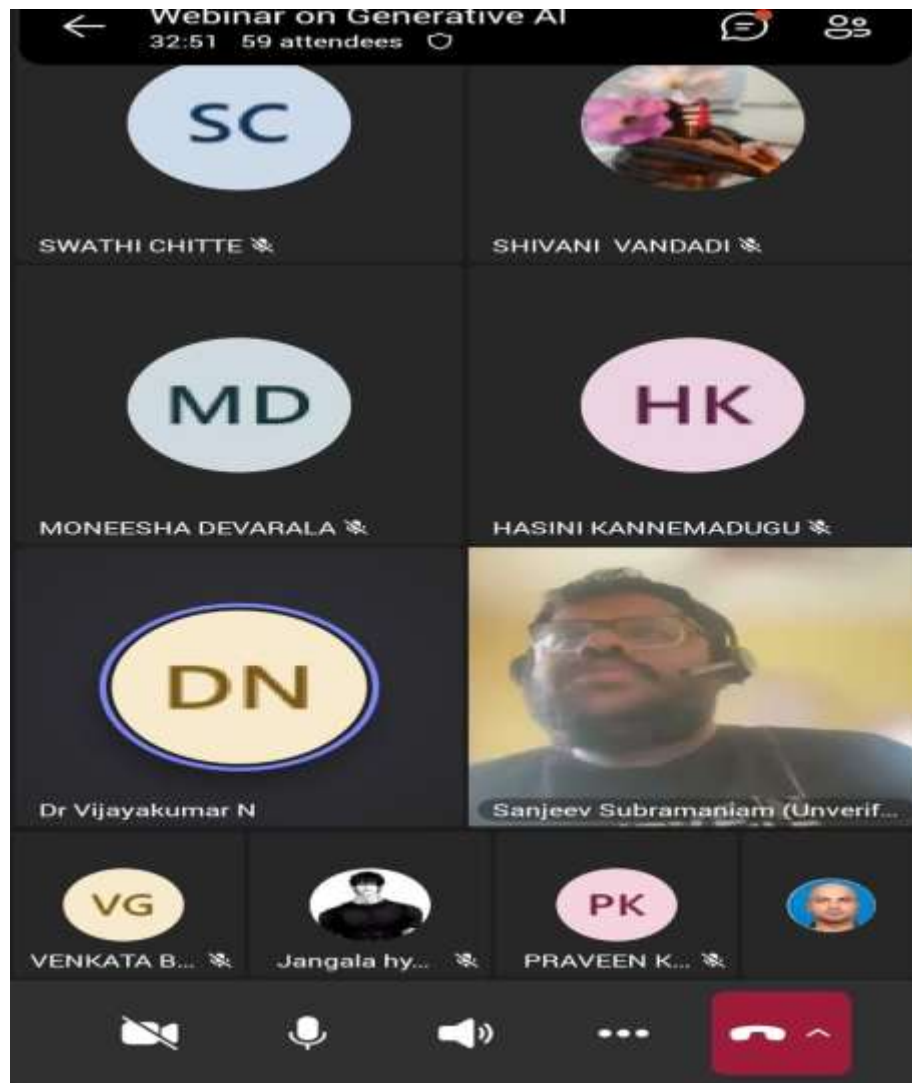 Webinar on Generative AI
32:51 59 attendees
SC
SWATHI CHITTE
SHIVANI VANDADI
MD
HK
MONEESHA DEVARALA
HASINI KANNEMADUGU
DN
Dr Vijayakumar N
Sanjeev Subramaniam (Unverif...
VG
PK
VENKATA B...
Jangala hy...
PRAVEEN K...